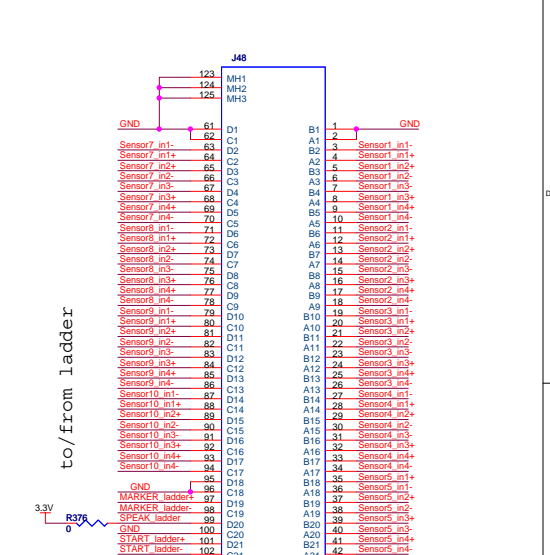 J48
123 MH1
124 MH2
125 MH3
GND 61 D1 B1 1 GND
62 C1 A1 2
Sensor7_in1- 63 D2 B2 3 Sensor1_in1-
Sensor7_in1+ 64 C2 A2 4 Sensor1_in1+
Sensor7_in2+ 65 D3 B3 5 Sensor1_in2+
Sensor7_in2- 66 C3 A3 6 Sensor1_in2-
Sensor7_in3- 67 D4 B4 7 Sensor1_in3-
Sensor7_in3+ 68 C4 A4 8 Sensor1_in3+
Sensor7_in4+ 69 D5 B5 9 Sensor1_in4+
Sensor7_in4- 70 C5 A5 10 Sensor1_in4-
Sensor8_in1- 71 D6 B6 11 Sensor2_in1-
Sensor8_in1+ 72 C6 A6 12 Sensor2_in1+
Sensor8_in2+ 73 D7 B7 13 Sensor2_in2+
Sensor8_in2- 74 C7 A7 14 Sensor2_in2-
Sensor8_in3- 75 D8 B8 15 Sensor2_in3-
Sensor8_in3+ 76 C8 A8 16 Sensor2_in3+
Sensor8_in4+ 77 D9 B9 17 Sensor2_in4+
Sensor8_in4- 78 C9 A9 18 Sensor2_in4-
Sensor9_in1- 79 D10 B10 19 Sensor3_in1-
Sensor9_in1+ 80 C10 A10 20 Sensor3_in1+
Sensor9_in2+ 81 D11 B11 21 Sensor3_in2+
Sensor9_in2- 82 C11 A11 22 Sensor3_in2-
Sensor9_in3- 83 D12 B12 23 Sensor3_in3-
Sensor9_in3+ 84 C12 A12 24 Sensor3_in3+
Sensor9_in4+ 85 D13 B13 25 Sensor3_in4+
Sensor9_in4- 86 C13 A13 26 Sensor3_in4-
Sensor10_in1- 87 D14 B14 27 Sensor4_in1-
Sensor10_in1+ 88 C14 A14 28 Sensor4_in1+
Sensor10_in2+ 89 D15 B15 29 Sensor4_in2+
Sensor10_in2- 90 C15 A15 30 Sensor4_in2-
Sensor10_in3- 91 D16 B16 31 Sensor4_in3-
Sensor10_in3+ 92 C16 A16 32 Sensor4_in3+
Sensor10_in4+ 93 D17 B17 33 Sensor4_in4+
Sensor10_in4- 94 C17 A17 34 Sensor4_in4-
95 D18 B18 35 Sensor5_in1+
GND 96 C18 A18 36 Sensor5_in1-
MARKER_ladder+ 97 D19 B19 37 Sensor5_in2+
MARKER_ladder- 98 C19 A19 38 Sensor5_in2-
SPEAK_ladder 99 D20 B20 39 Sensor5_in3+
GND 100 C20 A20 40 Sensor5_in3-
START_ladder+ 101 D21 B21 41 Sensor5_in4+
START_ladder- 102 C21 A21 42 Sensor5_in4-
to/from ladder
3.3V
R376
0